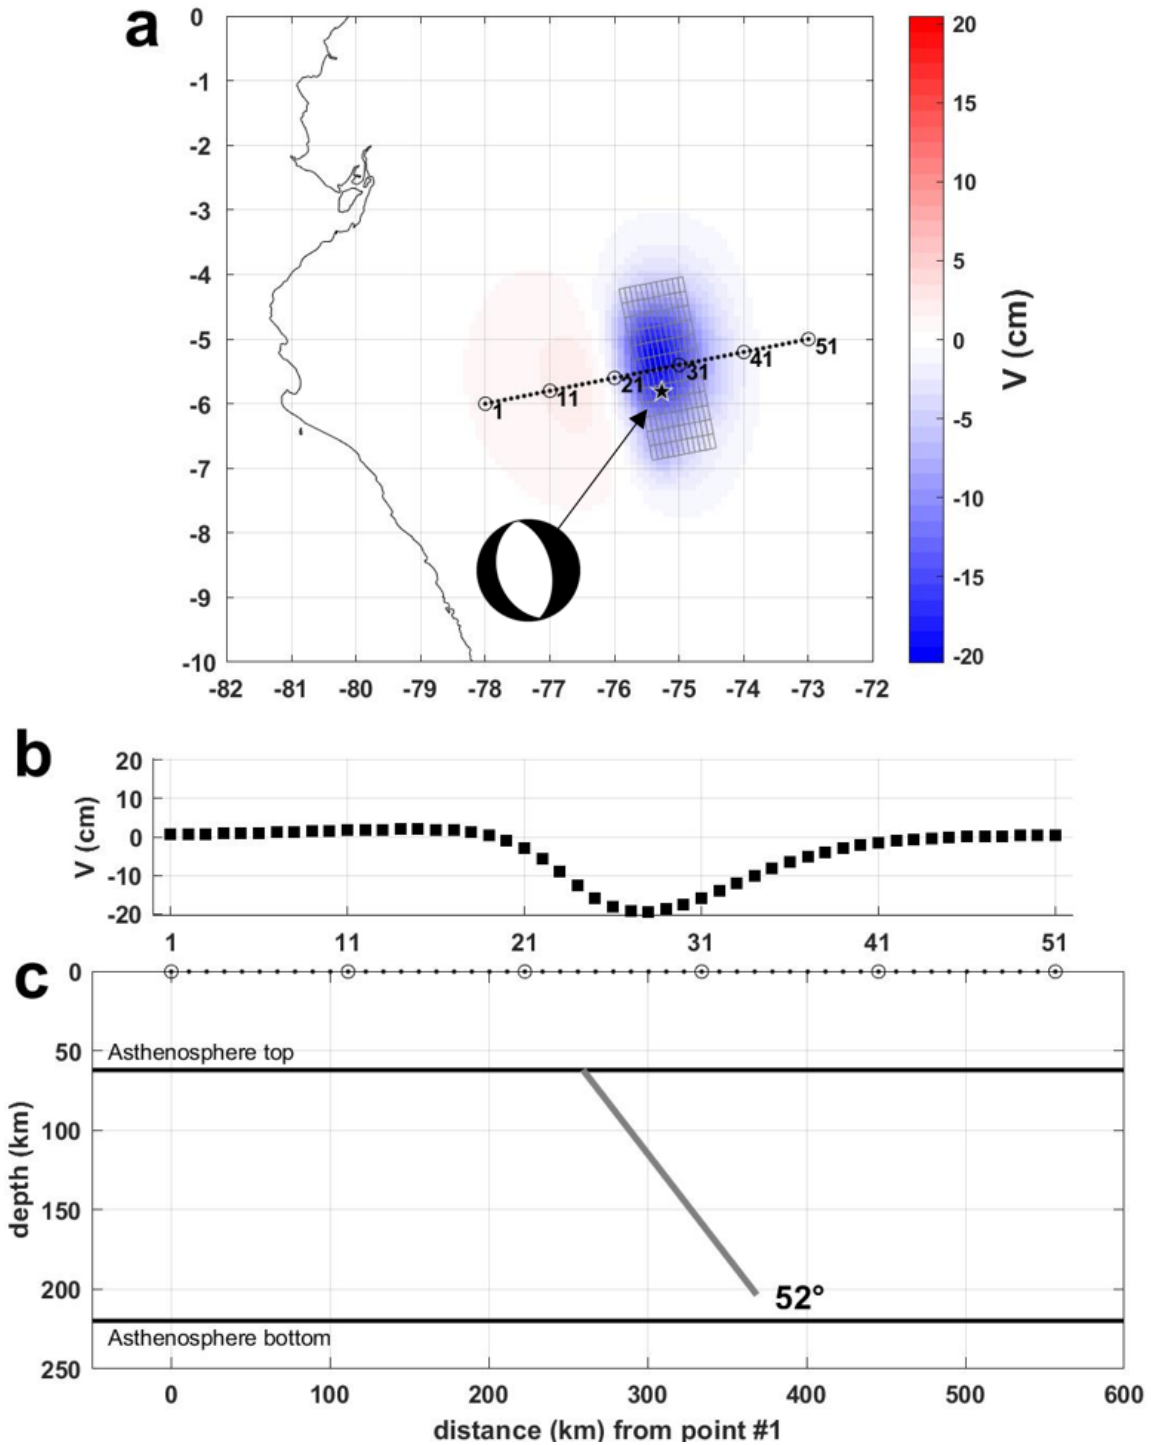 a
0
-1
-2
-3
-4
-5
-6
-7
-8
-9
-10
-82 -81 -80 -79 -78 -77 -76 -75 -74 -73 -72
1 11 21 31 41 51
20
15
10
5
0
-5
-10
-15
-20
V (cm)
b
V (cm)
20
10
0
-10
-20
1 11 21 31 41 51
c
depth (km)
0
50
100
150
200
250
Asthenosphere top
52°
Asthenosphere bottom
0 100 200 300 400 500 600
distance (km) from point #1